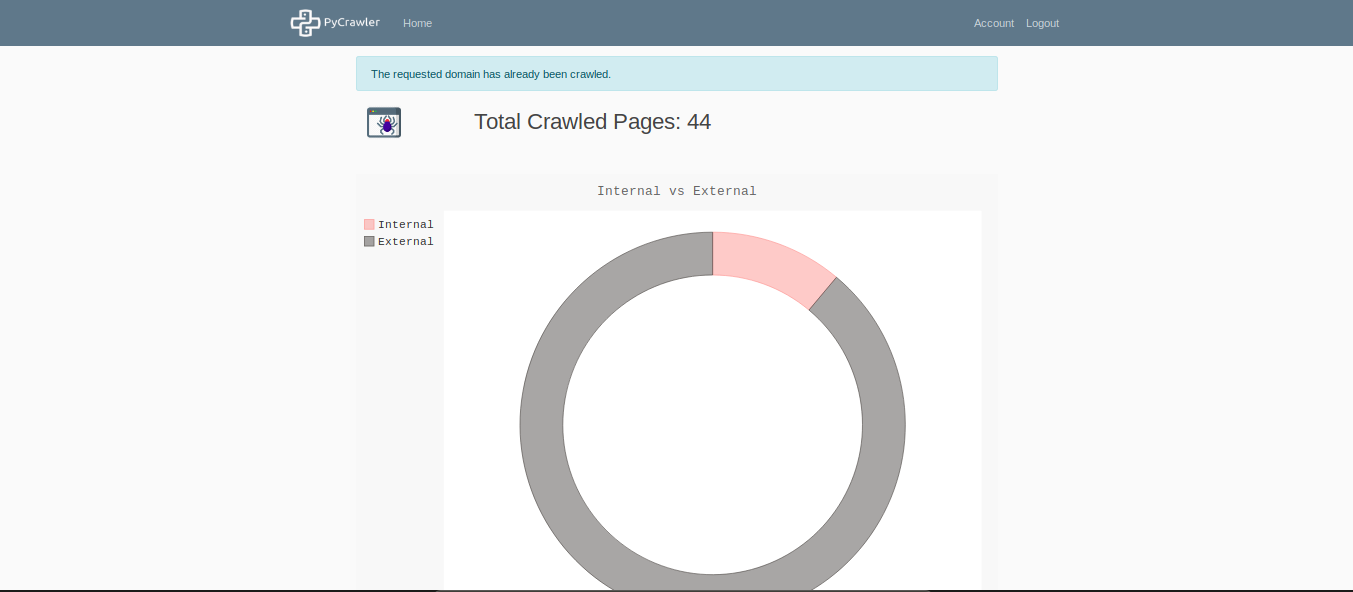 PyCrawler Home Account Logout
The requested domain has already been crawled.
Total Crawled Pages: 44
Internal vs External
Internal
External